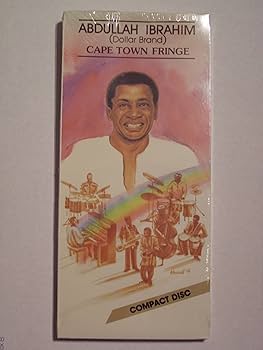 ABDULLAH IBRAHIM
(Dollar Brand)
CAPE TOWN FRINGE
COMPACT DISC